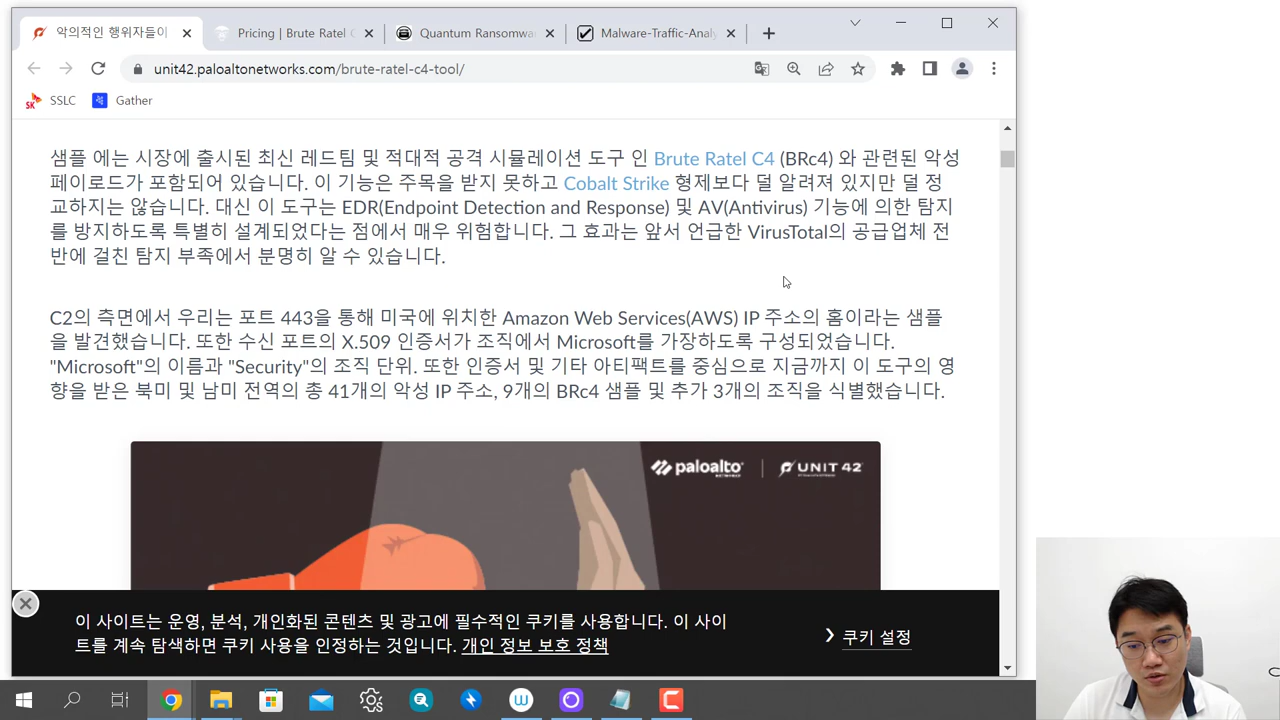 악의적인 행위자들이
Pricing | Brute Ratel C
Quantum Ransomwa
Malware-Traffic-Anal
unit42.paloaltonetworks.com/brute-ratel-c4-tool/
SK
SSLC
Gather
샘플 에는 시장에 출시된 최신 레드팀 및 적대적 공격 시뮬레이션 도구 인 Brute Ratel C4 (BRc4) 와 관련된 악성
페이로드가 포함되어 있습니다. 이 기능은 주목을 받지 못하고 Cobalt Strike 형제보다 덜 알려져 있지만 덜 정
교하지는 않습니다. 대신 이 도구는 EDR(Endpoint Detection and Response) 및 AV(Antivirus) 기능에 의한 탐지
를 방지하도록 특별히 설계되었다는 점에서 매우 위험합니다. 그 효과는 앞서 언급한 VirusTotal의 공급업체 전
반에 걸친 탐지 부족에서 분명히 알 수 있습니다.
C2의 측면에서 우리는 포트 443을 통해 미국에 위치한 Amazon Web Services(AWS) IP 주소의 홈이라는 샘플
을 발견했습니다. 또한 수신 포트의 X.509 인증서가 조직에서 Microsoft를 가장하도록 구성되었습니다.
"Microsoft"의 이름과 "Security"의 조직 단위. 또한 인증서 및 기타 아티팩트를 중심으로 지금까지 이 도구의 영
향을 받은 북미 및 남미 전역의 총 41개의 악성 IP 주소, 9개의 BRc4 샘플 및 추가 3개의 조직을 식별했습니다.
paloalto
NETWORKS
UNIT 42
이 사이트는 운영, 분석, 개인화된 콘텐츠 및 광고에 필수적인 쿠키를 사용합니다. 이 사이
트를 계속 탐색하면 쿠키 사용을 인정하는 것입니다. 개인 정보 보호 정책
쿠키 설정